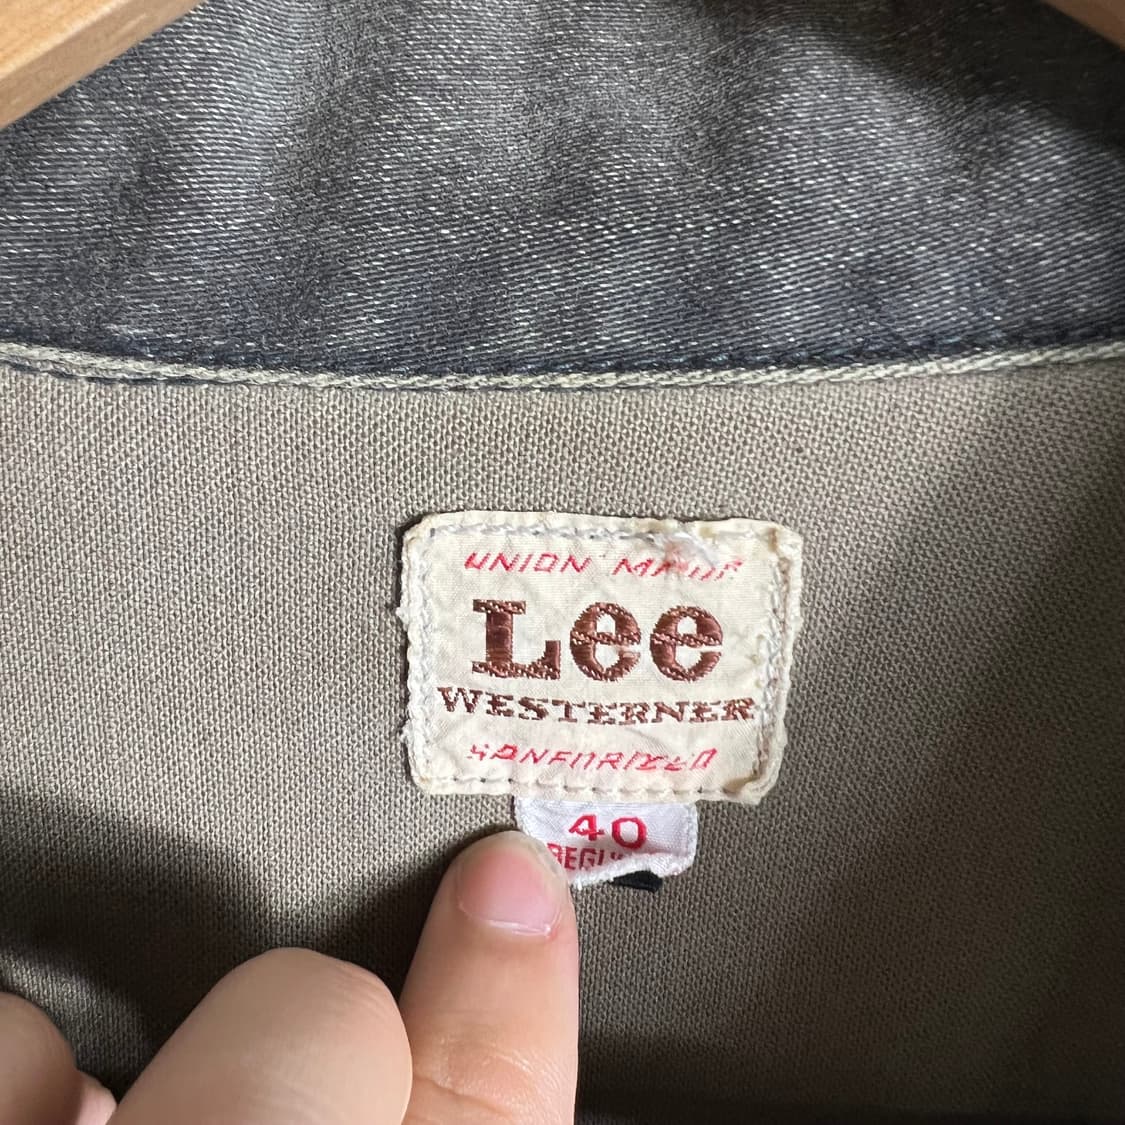 UNION MADE
Lee
WESTERNER
SANFORIZED
40